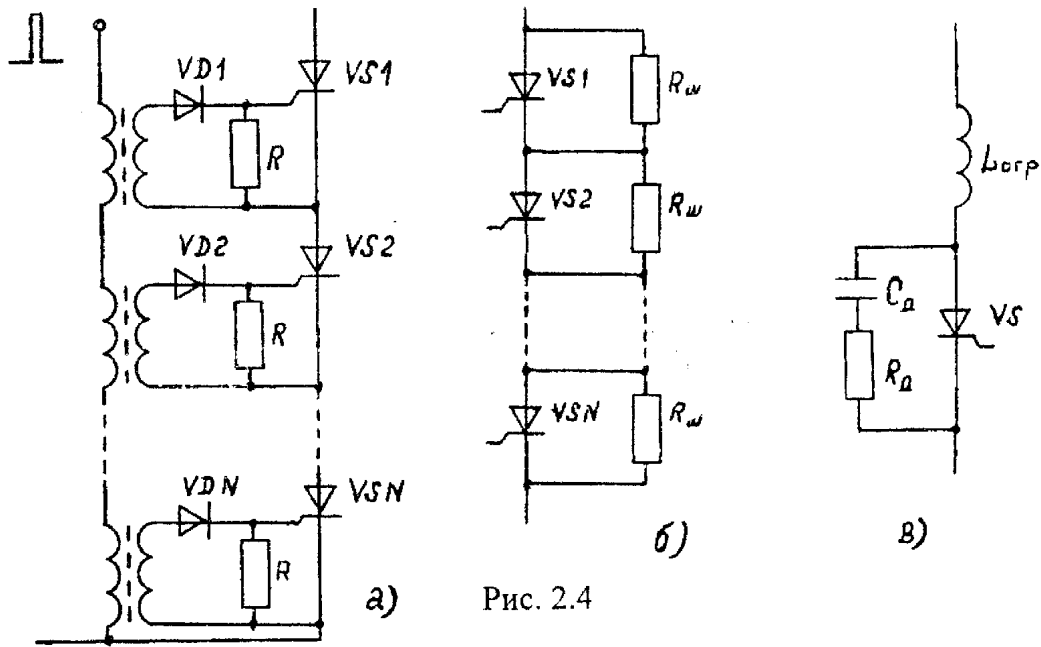 VD1
VS1
R
VD2
VS2
R
VDN
VSN
R
а)
VS1
Rш
VS2
Rш
VSN
Rш
б)
Lогр
Cд
Rд
VS
в)
Рис. 2.4